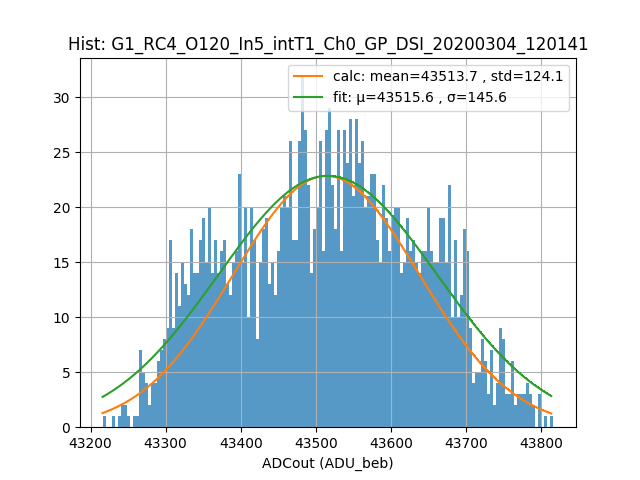 Hist: G1_RC4_O120_In5_intT1_Ch0_GP_DSI_20200304_120141
calc: mean=43513.7 , std=124.1
fit: μ=43515.6 , σ=145.6
30
25
20
15
10
5
0
43200 43300 43400 43500 43600 43700 43800
ADCout (ADU_beb)